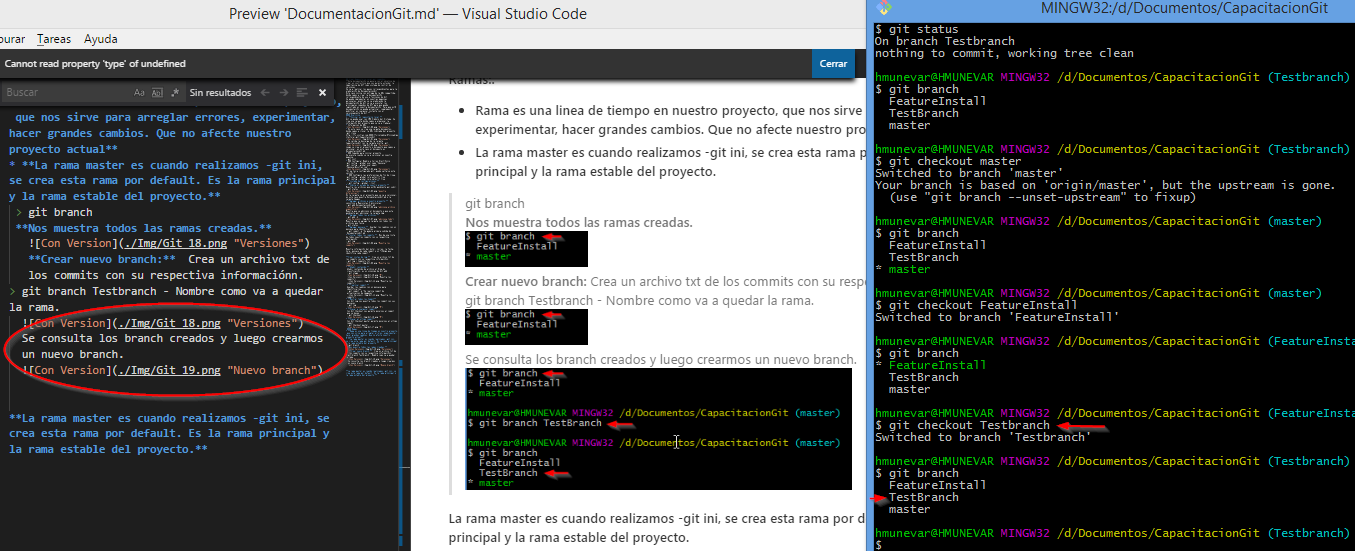 Preview 'DocumentacionGit.md' — Visual Studio Code
MINGW32:/d/Documentos/CapacitacionGit
purar Tareas Ayuda
Cannot read property 'type' of undefined
Cerrar
Buscar
Aa Ab| .*
Sin resultados
que nos sirve para arreglar errores, experimentar,
hacer grandes cambios. Que no afecte nuestro
proyecto actual**
* **La rama master es cuando realizamos -git ini,
se crea esta rama por default. Es la rama principal
y la rama estable del proyecto.**
> git branch
**Nos muestra todos las ramas creadas.**
![Con Version](./Img/Git_18.png "Versiones")
**Crear nuevo branch:** Crea un archivo txt de
los commits con su respectiva informaciónn.
> git branch Testbranch - Nombre como va a quedar
la rama.
![Con Version](./Img/Git_18.png "Versiones")
Se consulta los branch creados y luego crearmos
un nuevo branch.
![Con Version](./Img/Git_19.png "Nuevo branch")
**La rama master es cuando realizamos -git ini, se
crea esta rama por default. Es la rama principal y
la rama estable del proyecto.**
Ramas..
• Rama es una linea de tiempo en nuestro proyecto, que nos sirve
experimentar, hacer grandes cambios. Que no afecte nuestro pro
• La rama master es cuando realizamos -git ini, se crea esta rama p
principal y la rama estable del proyecto.
git branch
Nos muestra todos las ramas creadas.
$ git branch
FeatureInstall
* master
Crear nuevo branch: Crea un archivo txt de los commits con su respe
git branch Testbranch - Nombre como va a quedar la rama.
$ git branch
FeatureInstall
* master
Se consulta los branch creados y luego crearmos un nuevo branch.
$ git branch
FeatureInstall
* master
hmunevar@HMUNEVAR MINGW32 /d/Documentos/CapacitacionGit (master)
$ git branch TestBranch
hmunevar@HMUNEVAR MINGW32 /d/Documentos/CapacitacionGit (master)
$ git branch
FeatureInstall
TestBranch
* master
La rama master es cuando realizamos -git ini, se crea esta rama por d
principal y la rama estable del proyecto.
$ git status
On branch Testbranch
nothing to commit, working tree clean
hmunevar@HMUNEVAR MINGW32 /d/Documentos/CapacitacionGit (Testbranch)
$ git branch
FeatureInstall
TestBranch
master
hmunevar@HMUNEVAR MINGW32 /d/Documentos/CapacitacionGit (Testbranch)
$ git checkout master
Switched to branch 'master'
Your branch is based on 'origin/master', but the upstream is gone.
(use "git branch --unset-upstream" to fixup)
hmunevar@HMUNEVAR MINGW32 /d/Documentos/CapacitacionGit (master)
$ git branch
FeatureInstall
TestBranch
* master
hmunevar@HMUNEVAR MINGW32 /d/Documentos/CapacitacionGit (master)
$ git checkout FeatureInstall
Switched to branch 'FeatureInstall'
hmunevar@HMUNEVAR MINGW32 /d/Documentos/CapacitacionGit (FeatureInsta
$ git branch
* FeatureInstall
TestBranch
master
hmunevar@HMUNEVAR MINGW32 /d/Documentos/CapacitacionGit (FeatureInsta
$ git checkout Testbranch
Switched to branch 'Testbranch'
hmunevar@HMUNEVAR MINGW32 /d/Documentos/CapacitacionGit (Testbranch)
$ git branch
FeatureInstall
TestBranch
master
hmunevar@HMUNEVAR MINGW32 /d/Documentos/CapacitacionGit (Testbranch)
$